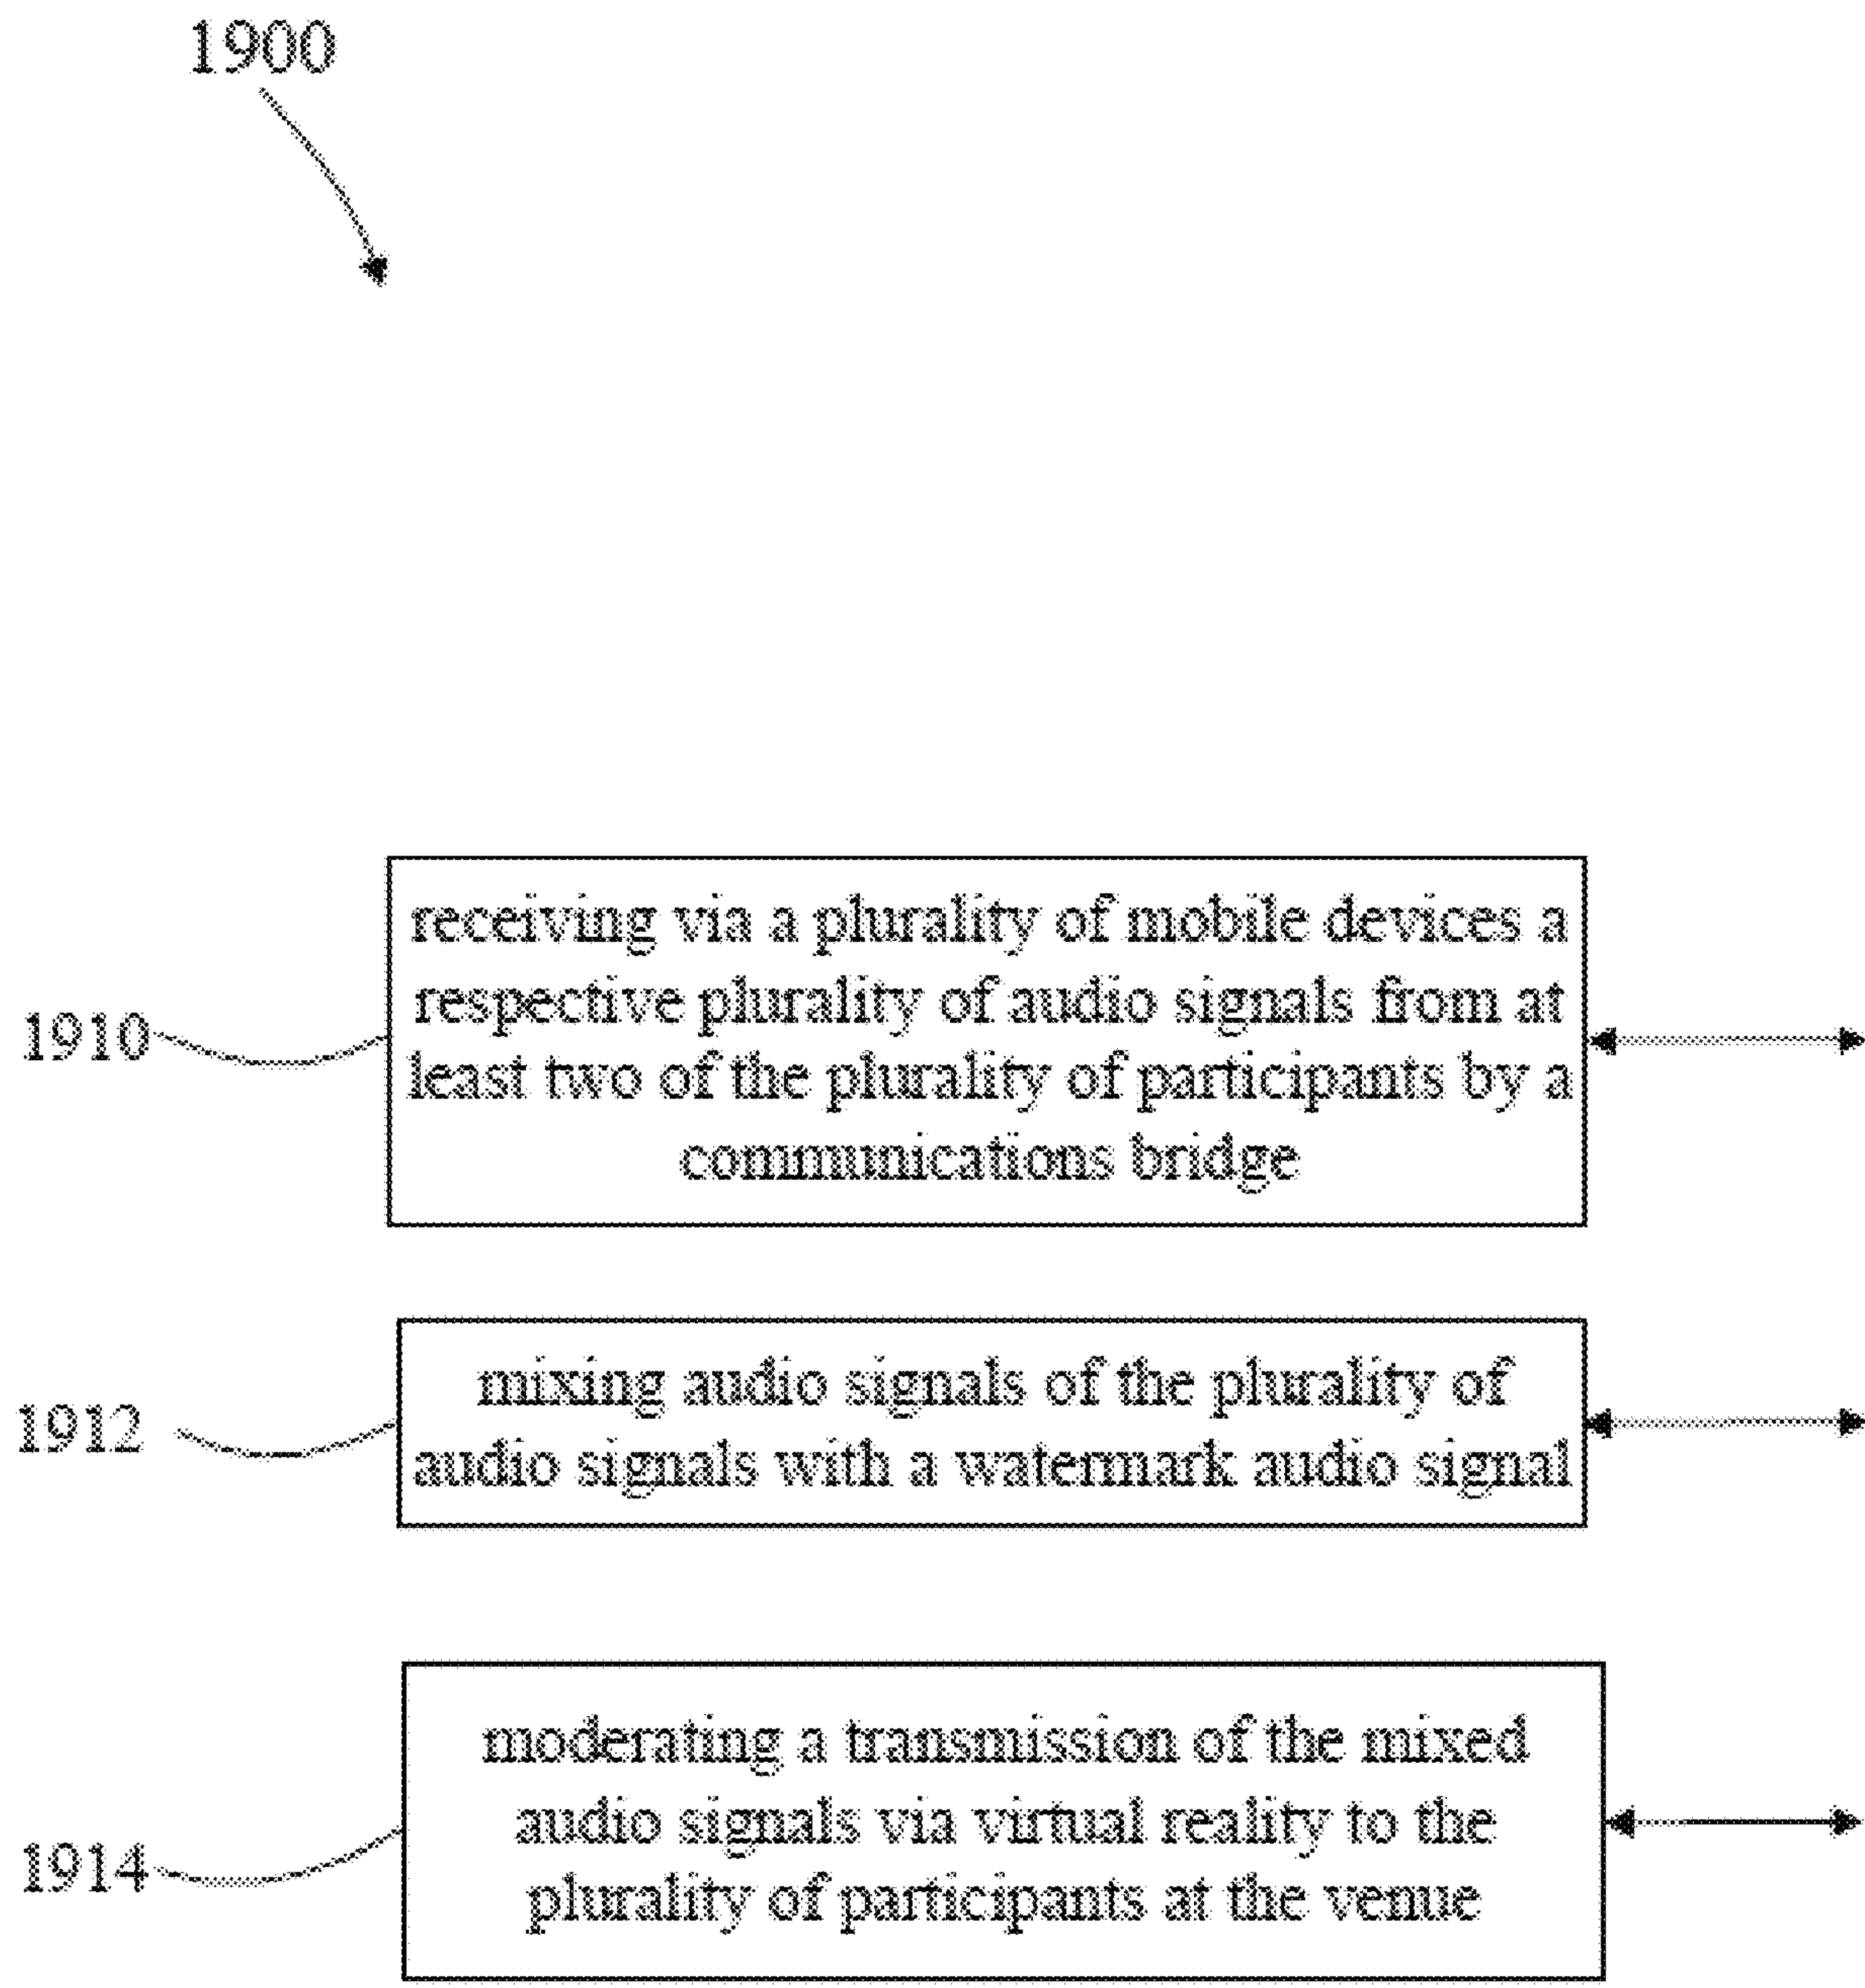 1900
receiving via a plurality of mobile devices a
respective plurality of audio signals from at
least two of the plurality of participants by a
communications bridge
1910
mixing audio signals of the plurality of
audio signals with a watermark audio signal
1912
moderating a transmission of the mixed
audio signals via virtual reality to the
plurality of participants at the venue
1914